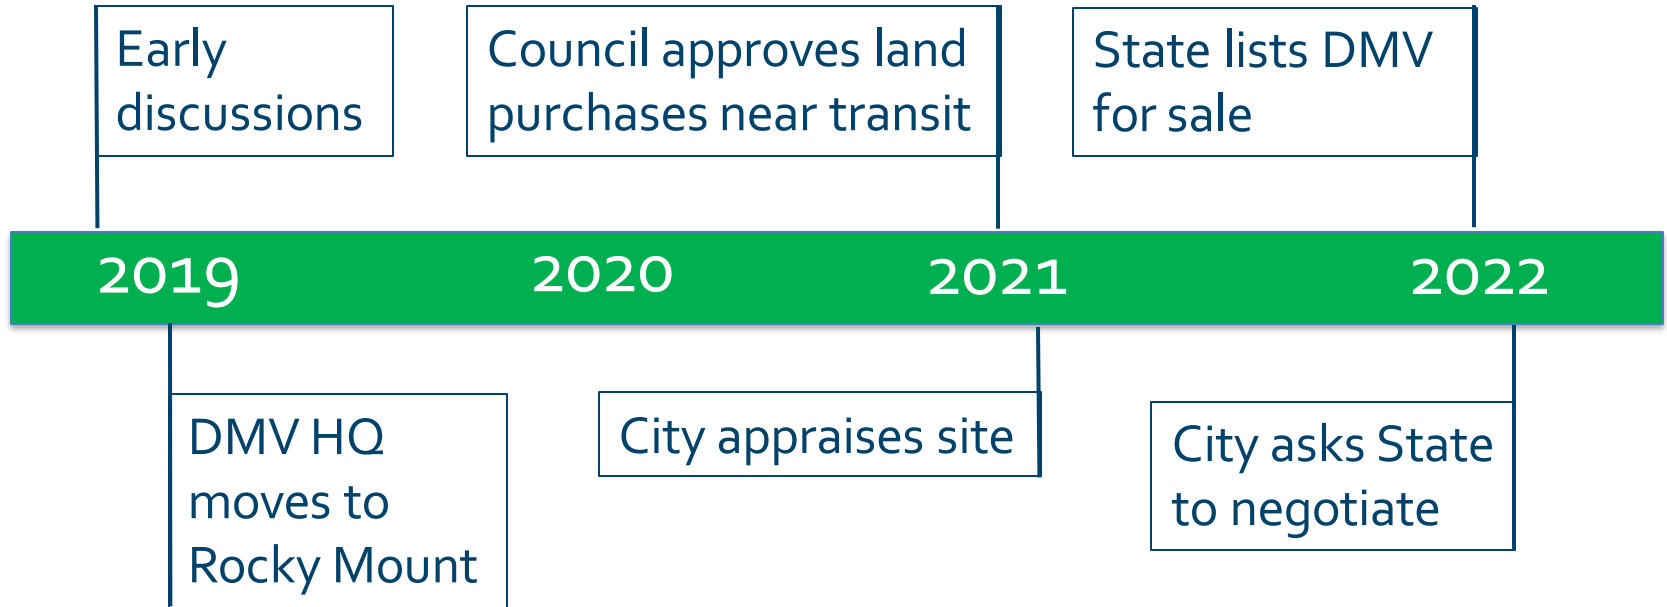 Early
discussions
Council approves land
purchases near transit
State lists DMV
for sale
2019
2020
2021
2022
DMV HQ
moves to
Rocky Mount
City appraises site
City asks State
to negotiate